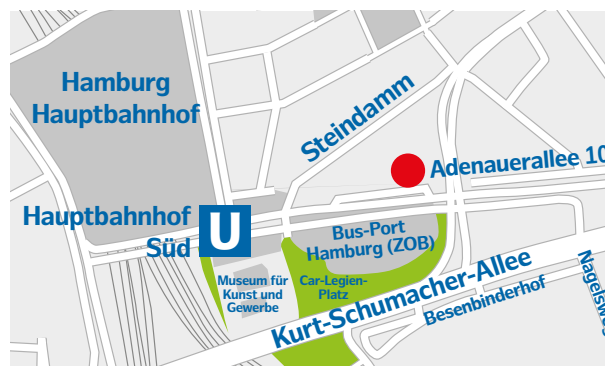 Hamburg
Hauptbahnhof
Steindamm
Adenauerallee 10
Hauptbahnhof
Süd
U
Bus-Port
Hamburg (ZOB)
Museum für
Kunst und
Gewerbe
Car-Legien-
Platz
Kurt-Schumacher-Allee
Besenbinderhof
Nagelsweg